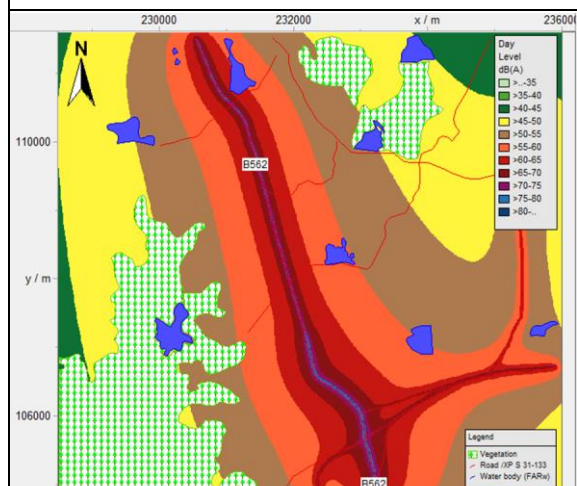 230000 232000 x / m 236000
N
Day
Level
dB(A)
>..-35
>35-40
>40-45
>45-50
>50-55
>55-60
>60-65
>65-70
>70-75
>75-80
>80-..
110000
B562
y / m
106000
Legend
Vegetation
Road /XP S 31-133
Water body (FARw)
B562